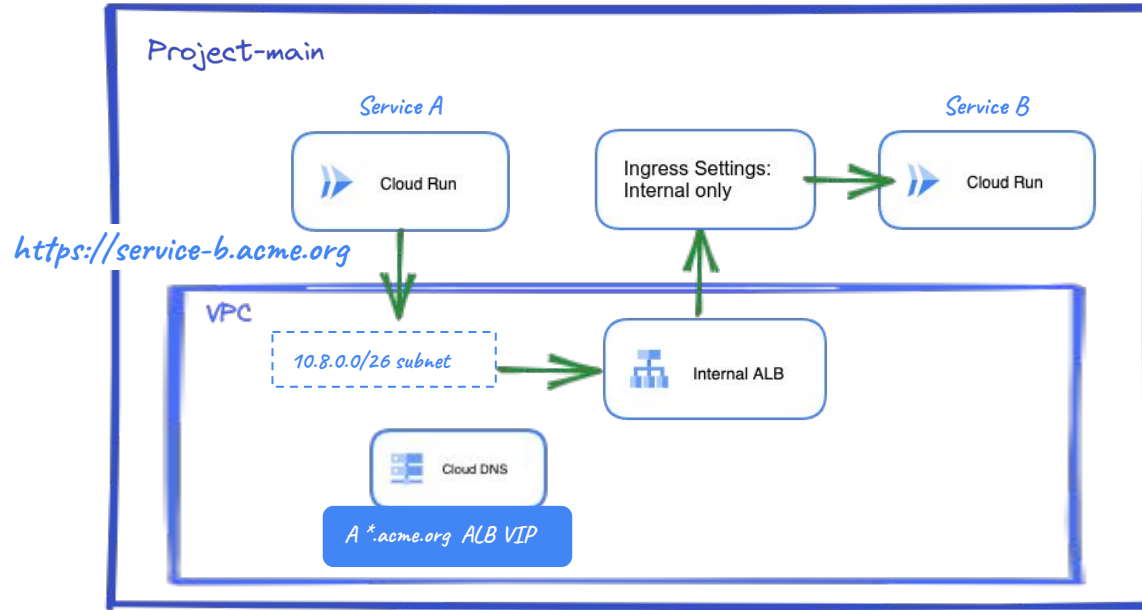 Project-main
Service A
Service B
Cloud Run
Ingress Settings:
Internal only
Cloud Run
https://service-b.acme.org
VPC
10.8.0.0/26 subnet
Internal ALB
Cloud DNS
A *.acme.org ALB VIP